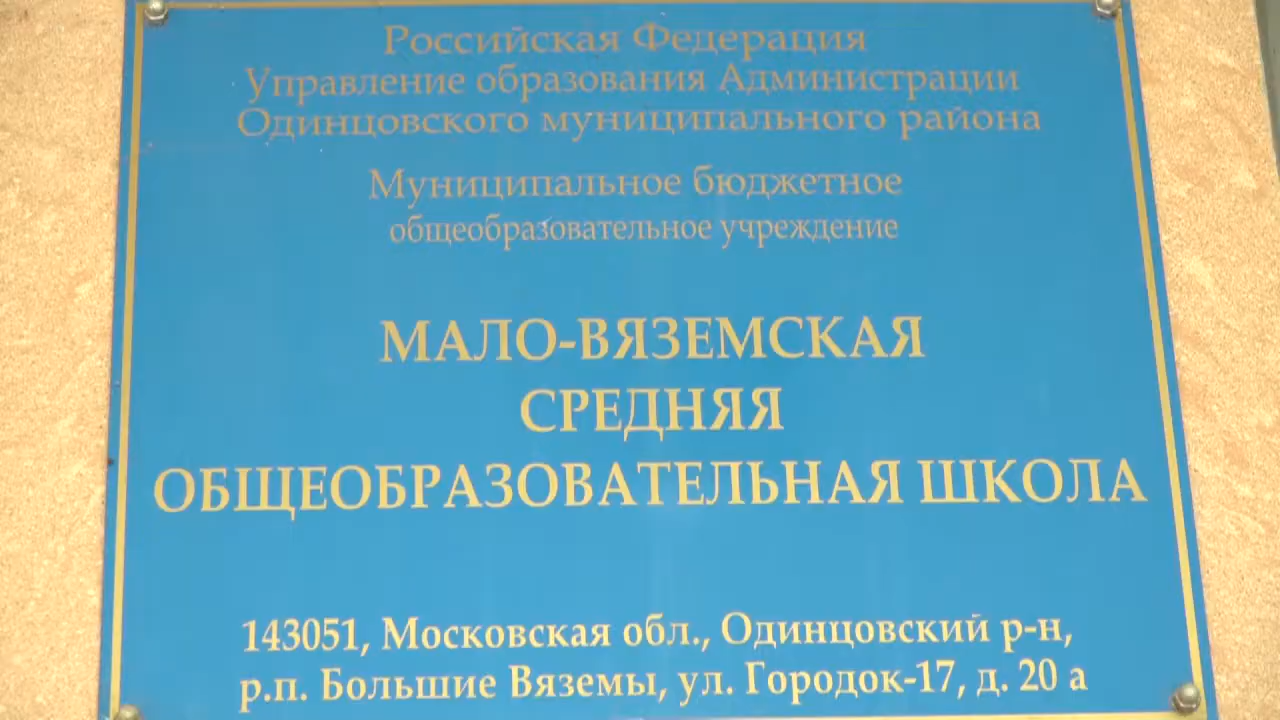 Российская Федерация
Управление образования Администрации
Одинцовского муниципального района
Муниципальное бюджетное
общеобразовательное учреждение
МАЛО-ВЯЗЕМСКАЯ
СРЕДНЯЯ
ОБЩЕОБРАЗОВАТЕЛЬНАЯ ШКОЛА
143051, Московская обл., Одинцовский р-н,
р.п. Большие Вяземы, ул. Городок-17, д. 20 а